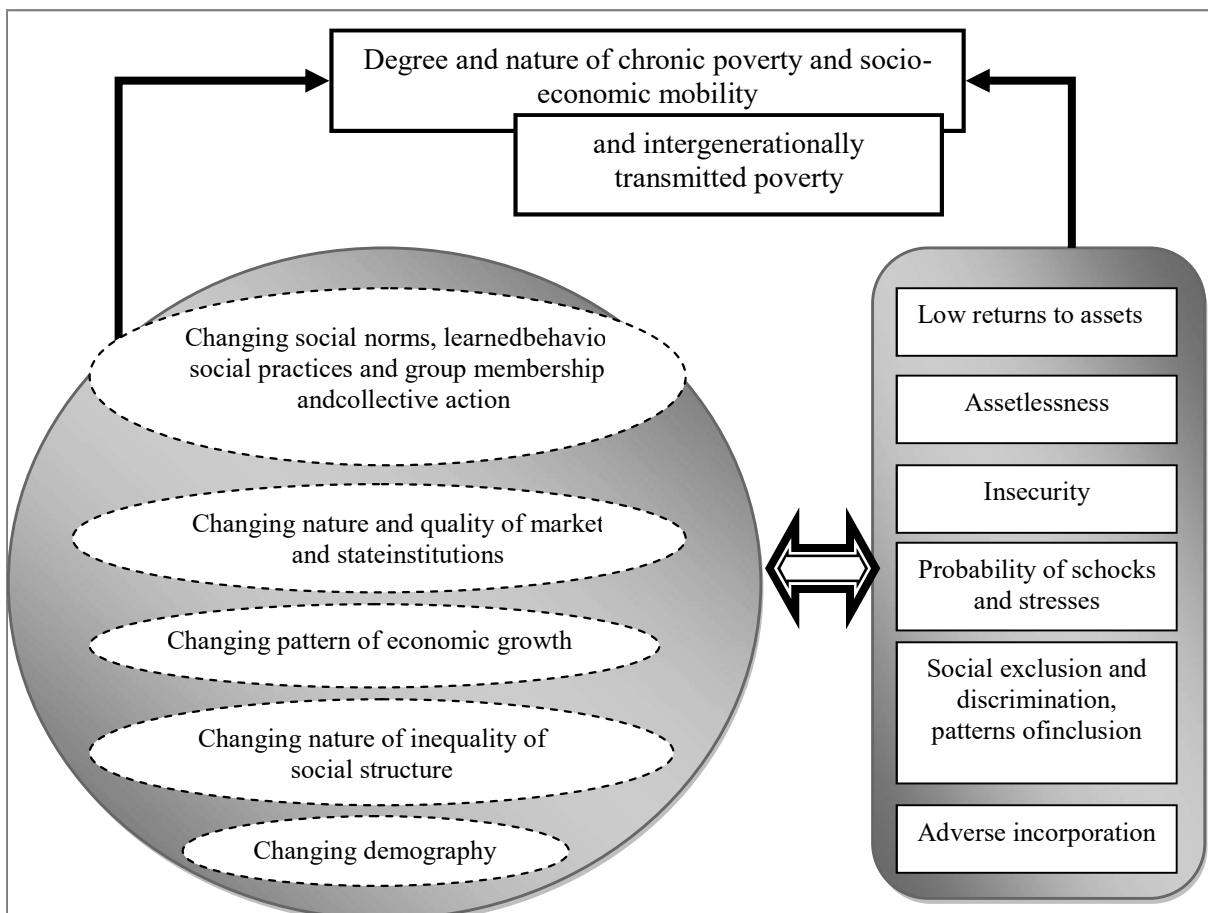 Degree and nature of chronic poverty and socio-
economic mobility
and intergenerationally
transmitted poverty
Changing social norms, learnedbehavio
social practices and group membership
andcollective action
Changing nature and quality of market
and stateinstitutions
Changing pattern of economic growth
Changing nature of inequality of
social structure
Changing demography
Low returns to assets
Assetlessness
Insecurity
Probability of schocks
and stresses
Social exclusion and
discrimination,
patterns ofinclusion
Adverse incorporation